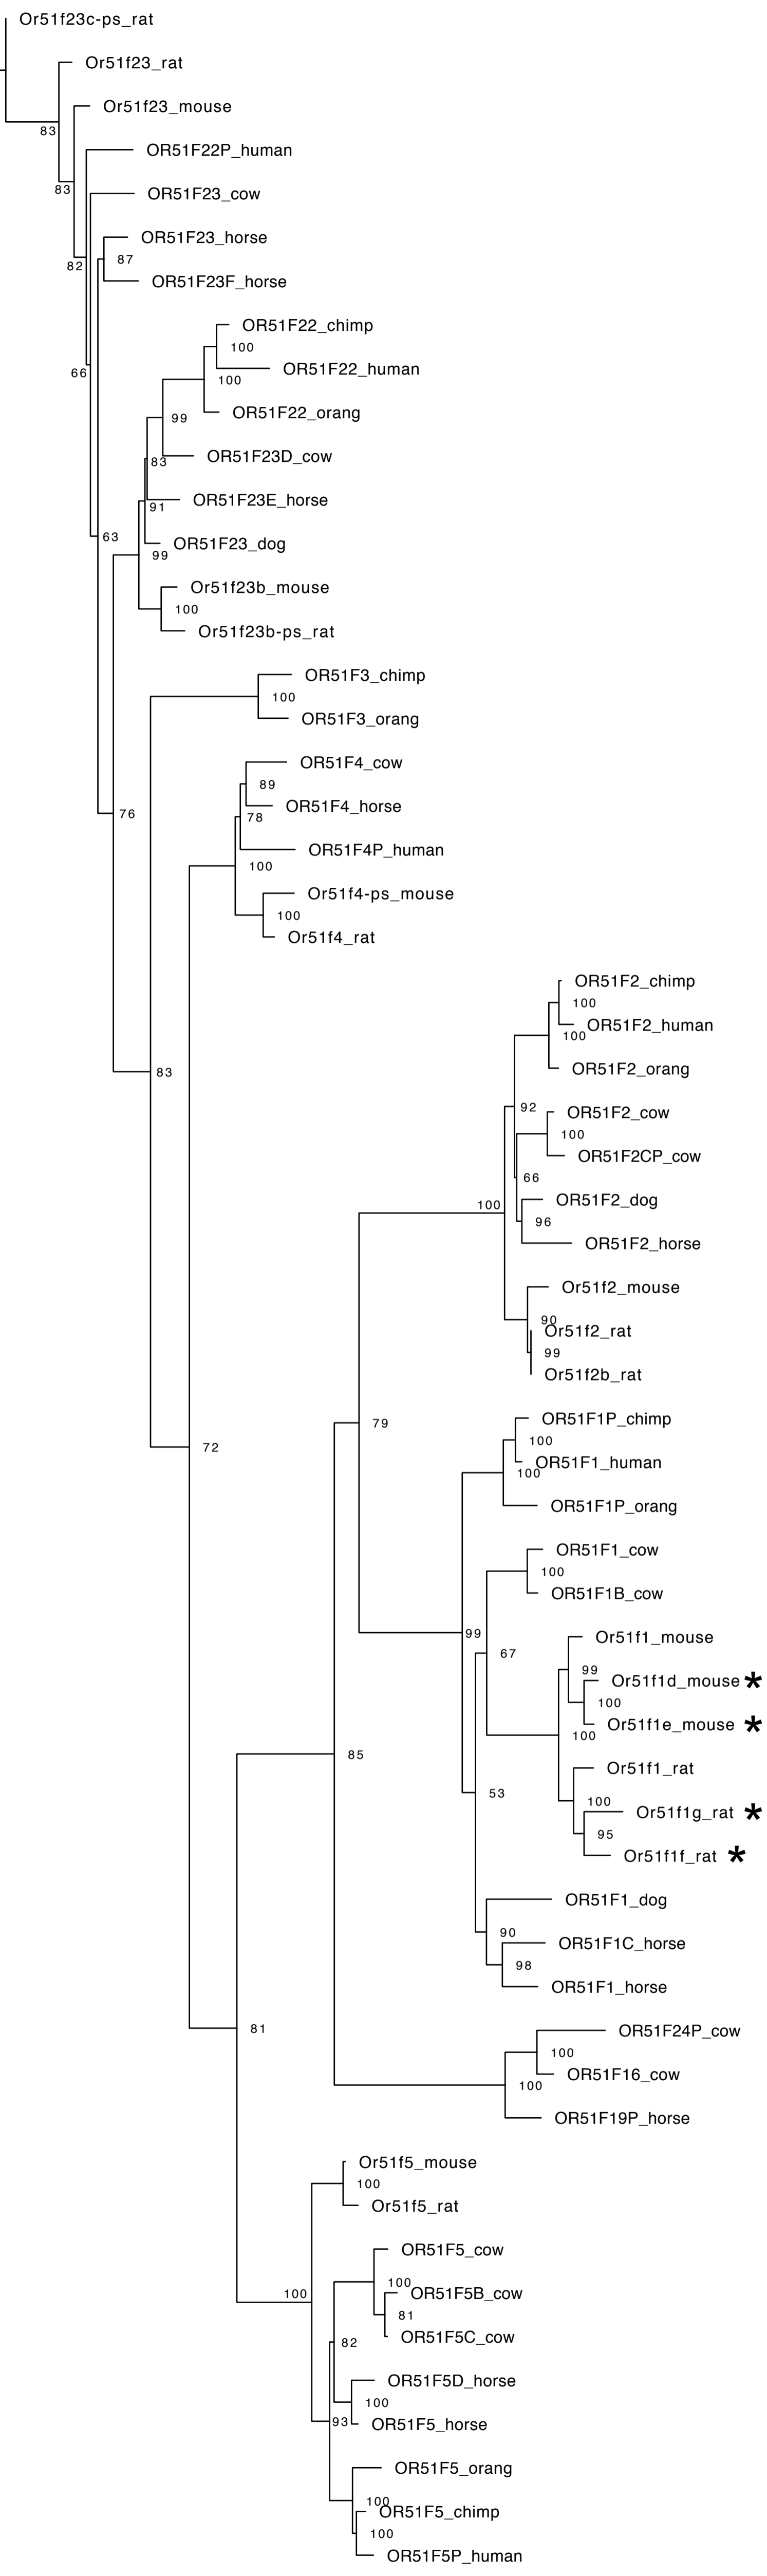 Or51f23c-ps_rat
Or51f23_rat
Or51f23_mouse
83
OR51F22P_human
83
OR51F23_cow
OR51F23_horse
87
82
OR51F23F_horse
OR51F22_chimp
100
OR51F22_human
66
100
OR51F22_orang
99
OR51F23D_cow
83
OR51F23E_horse
91
63
OR51F23_dog
99
Or51f23b_mouse
100
Or51f23b-ps_rat
OR51F3_chimp
100
OR51F3_orang
OR51F4_cow
89
OR51F4_horse
76
78
OR51F4P_human
100
Or51f4-ps_mouse
100
Or51f4_rat
OR51F2_chimp
100
OR51F2_human
100
OR51F2_orang
83
92
OR51F2_cow
100
OR51F2CP_cow
66
OR51F2_dog
100
96
OR51F2_horse
Or51f2_mouse
90
Or51f2_rat
99
Or51f2b_rat
OR51F1P_chimp
79
100
72
OR51F1_human
100
OR51F1P_orang
OR51F1_cow
100
OR51F1B_cow
99
Or51f1_mouse
67
99
Or51f1d_mouse *
100
Or51f1e_mouse *
100
85
Or51f1_rat
53
100
Or51f1g_rat *
95
Or51f1f_rat *
OR51F1_dog
90
OR51F1C_horse
98
OR51F1_horse
81
OR51F24P_cow
100
OR51F16_cow
100
OR51F19P_horse
Or51f5_mouse
100
Or51f5_rat
OR51F5_cow
100
100
OR51F5B_cow
81
OR51F5C_cow
82
OR51F5D_horse
100
93
OR51F5_horse
OR51F5_orang
100
OR51F5_chimp
100
OR51F5P_human